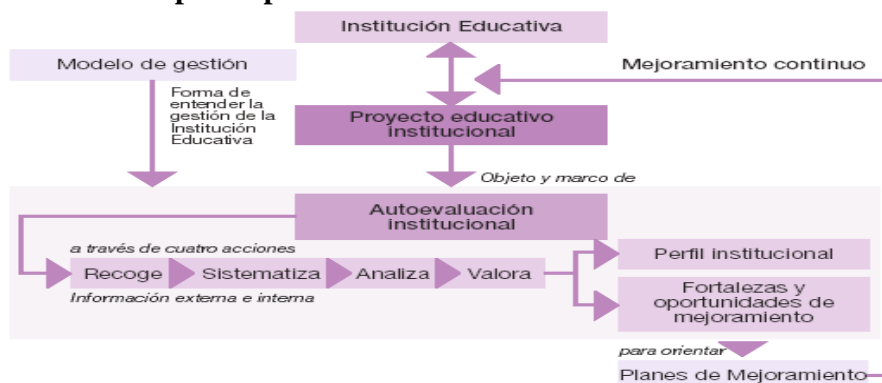 Institución Educativa
Modelo de gestión
Mejoramiento continuo
Forma de
entender la
gestión de la
Institución
Educativa
Proyecto educativo
institucional
Objeto y marco de
Autoevaluación
institucional
a través de cuatro acciones
Recoge
Sistematiza
Analiza
Valora
Información externa e interna
Perfil institucional
Fortalezas y
oportunidades de
mejoramiento
para orientar
Planes de Mejoramiento